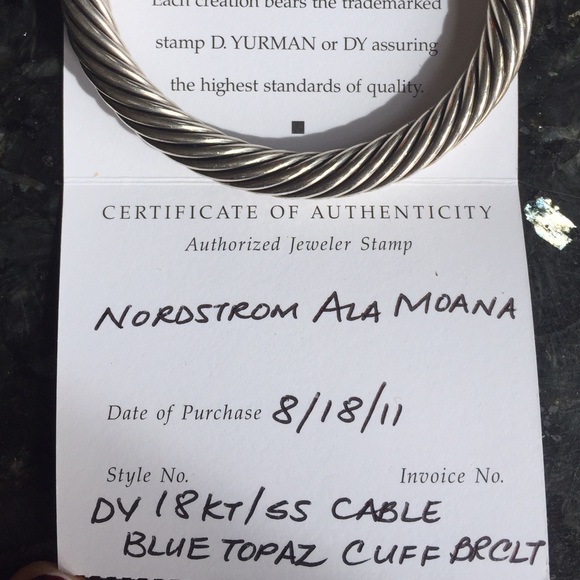 Each creation bears the trademarked
stamp D. YURMAN or DY assuring
the highest standards of quality.
CERTIFICATE OF AUTHENTICITY
Authorized Jeweler Stamp
NORDSTROM ALA MOANA
Date of Purchase 8/18/11
Style No. Invoice No.
DY 18KT/SS CABLE
BLUE TOPAZ CUFF BRCLT